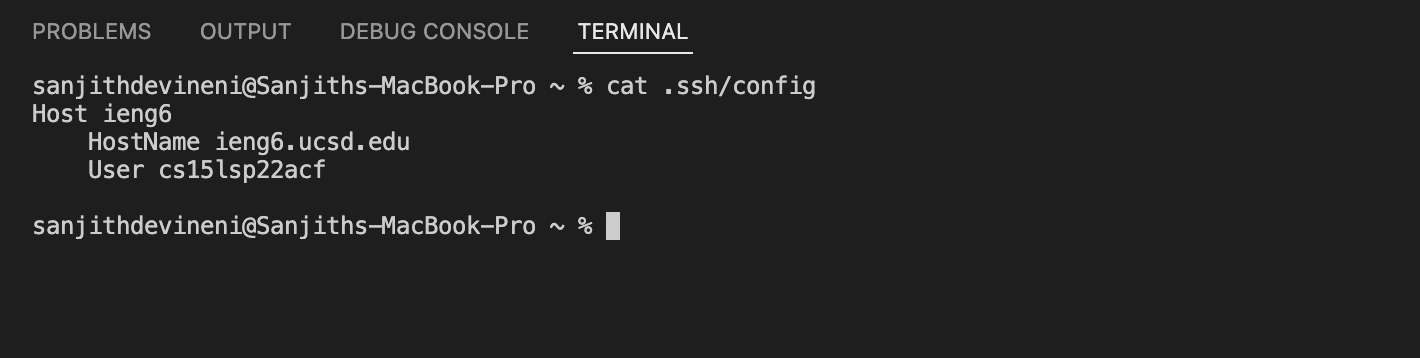 PROBLEMS OUTPUT DEBUG CONSOLE TERMINAL
sanjithdevineni@Sanjiths-MacBook-Pro ~ % cat .ssh/config
Host ieng6
    HostName ieng6.ucsd.edu
    User cs15lsp22acf
sanjithdevineni@Sanjiths-MacBook-Pro ~ %